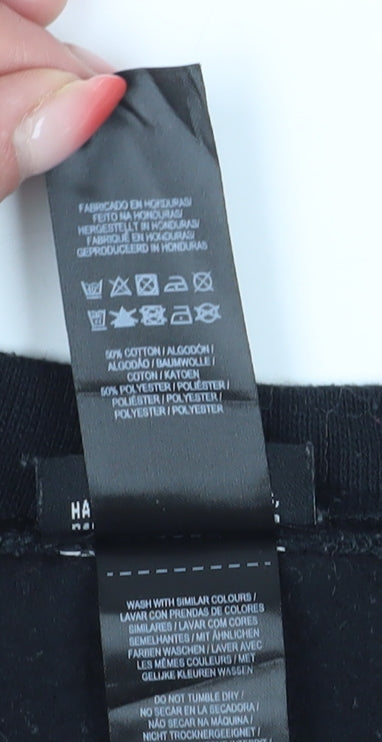 FABRICADO EN HONDURAS/
FEITO NA HONDURAS/
HERGESTELLT IN HONDURAS/
FABRIQUÉ EN HONDURAS/
GEPRODUCEERD IN HONDURAS
50% COTTON / ALGODÓN /
ALGODÃO / BAUMWOLLE /
COTON / KATOEN
50% POLYESTER / POLIÉSTER /
POLIÉSTER / POLYESTER /
POLYESTER / POLYESTER
HA
WASH WITH SIMILAR COLOURS /
LAVAR CON PRENDAS DE COLORES
SIMILARES / LAVAR COM CORES
SEMELHANTES / MIT ÄHNLICHEN
FARBEN WASCHEN / LAVER AVEC
LES MÊMES COULEURS / MET
GELIJKE KLEUREN WASSEN
DO NOT TUMBLE DRY /
NO SECAR EN LA SECADORA /
NÃO SECAR NA MÁQUINA /
NICHT TROCKNERGEEIGNET /